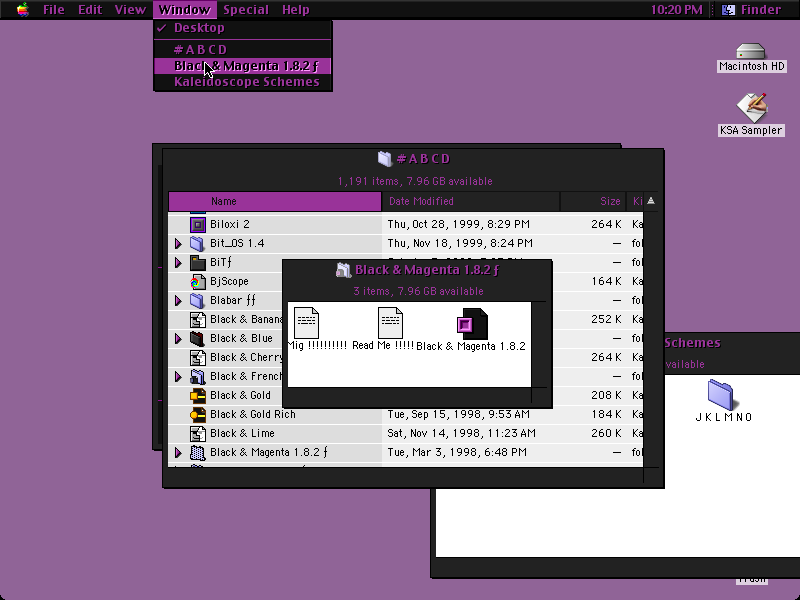 File Edit View Window Special Help 10:20 PM Finder
✓ Desktop
#ABCD
Black & Magenta 1.8.2 ƒ
Kaleidoscope Schemes
Macintosh HD
KSA Sampler
#ABCD
1,191 items, 7.96 GB available
Name Date Modified Size Ki
Biloxi 2 Thu, Oct 28, 1999, 8:29 PM 264 K Ka
Bit_OS 1.4 Thu, Nov 18, 1999, 8:24 PM — fol
BiTƒ — fol
BjScope 164 K Ka
Blabar ƒƒ — fol
Black & Banana 252 K Ka
Black & Blue — fol
Black & Cherry 264 K Ka
Black & French — fol
Black & Gold 208 K Ka
Black & Gold Rich Tue, Sep 15, 1998, 9:53 AM 184 K Ka
Black & Lime Sat, Nov 14, 1998, 11:23 AM 260 K Ka
Black & Magenta 1.8.2 ƒ Tue, Mar 3, 1998, 6:48 PM — fol
Black & Magenta 1.8.2 ƒ
3 items, 7.96 GB available
Mig !!!!!!!!!! Read Me !!!!! Black & Magenta 1.8.2
Schemes
available
J K L M N O
Trash